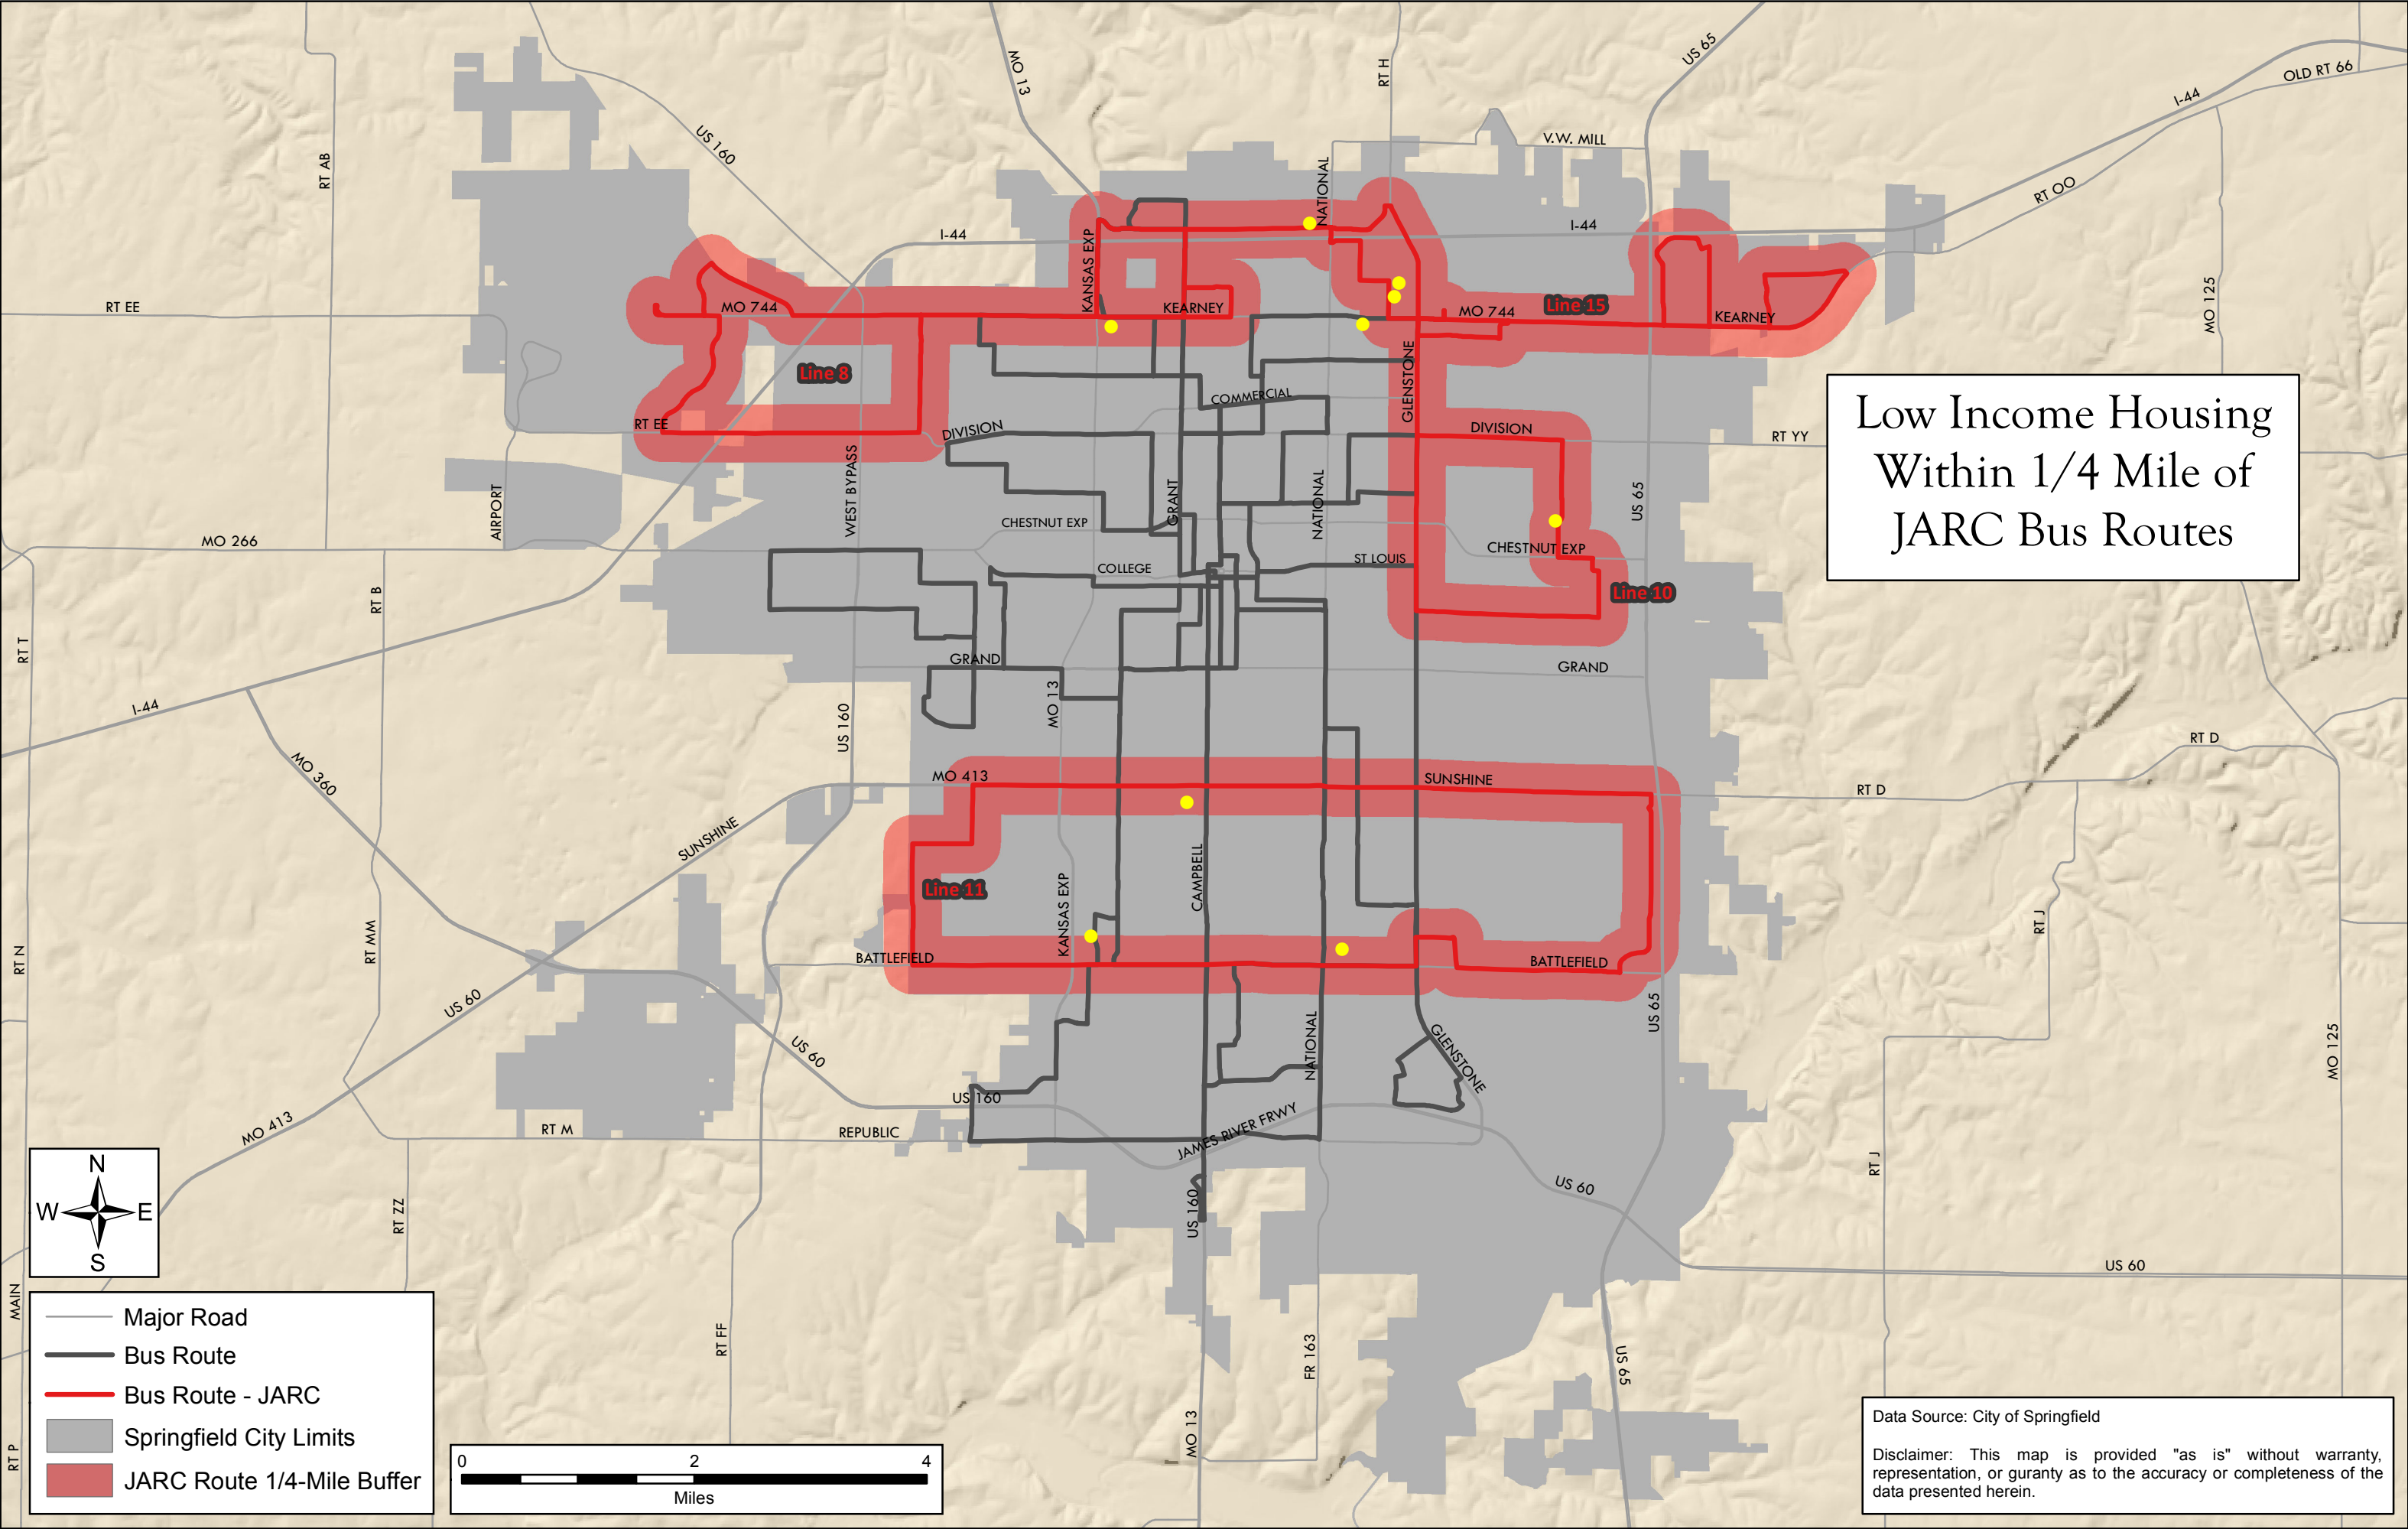 MO 13
RT H
US 65
OLD RT 66
I-44
US 160
V.W. MILL
RT AB
NATIONAL
RT OO
I-44
I-44
KANSAS EXP
MO 125
RT EE
MO 744
KEARNEY
Line 15
MO 744
KEARNEY
Line 8
GLENSTONE
COMMERCIAL
RT EE
DIVISION
DIVISION
RT YY
Low Income Housing
Within 1/4 Mile of
JARC Bus Routes
WEST BYPASS
AIRPORT
GRANT
NATIONAL
US 65
CHESTNUT EXP
MO 266
CHESTNUT EXP
ST LOUIS
COLLEGE
RT B
Line 10
RT T
GRAND
GRAND
MO 13
I-44
US 160
RT D
MO 360
MO 413
SUNSHINE
RT D
SUNSHINE
CAMPBELL
Line 11
KANSAS EXP
RT J
RT MM
RT N
BATTLEFIELD
BATTLEFIELD
US 60
US 65
NATIONAL
GLENSTONE
US 60
MO 125
US 160
MO 413
RT M
REPUBLIC
JAMES RIVER FRWY
RT J
N
W E
S
RT ZZ
US 160
US 60
US 60
MAIN
RT FF
FR 163
US 65
MO 13
RT P
Major Road
Bus Route
Bus Route - JARC
Springfield City Limits
JARC Route 1/4-Mile Buffer
0 2 4
Miles
Data Source: City of Springfield
Disclaimer: This map is provided "as is" without warranty,
representation, or guranty as to the accuracy or completeness of the
data presented herein.